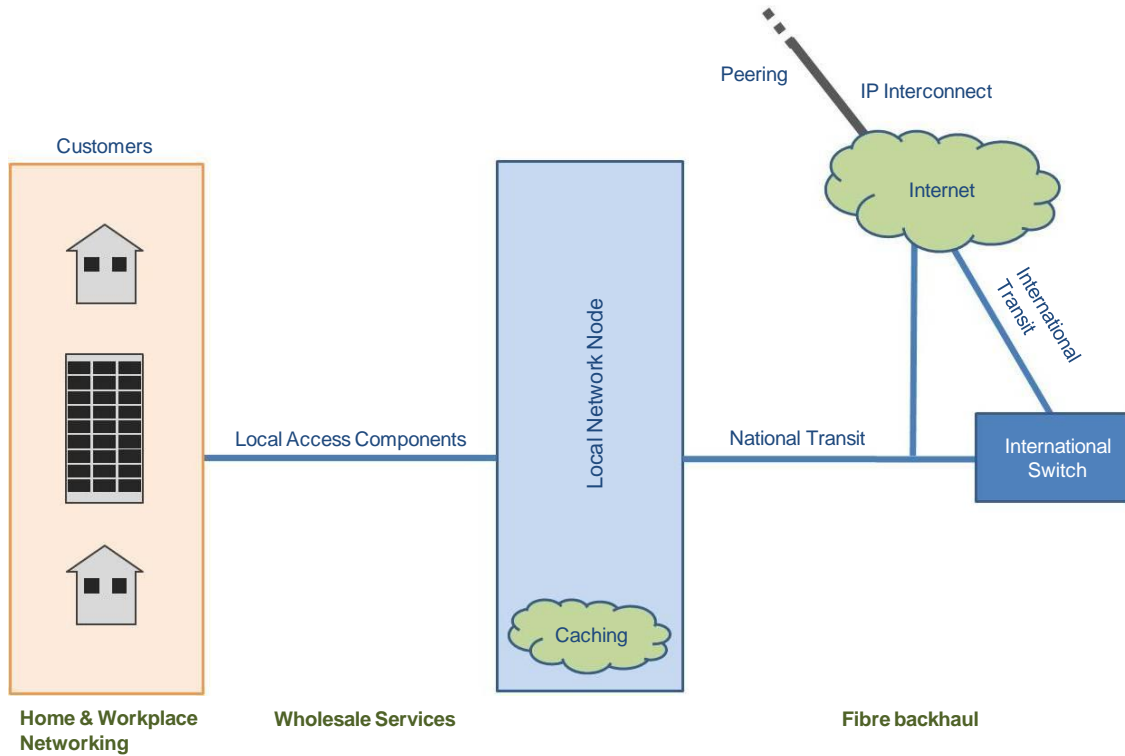 Peering
IP Interconnect
Customers
Internet
International
Transit
Local Network Node
Local Access Components
National Transit
International
Switch
Caching
Home & Workplace
Networking
Wholesale Services
Fibre backhaul